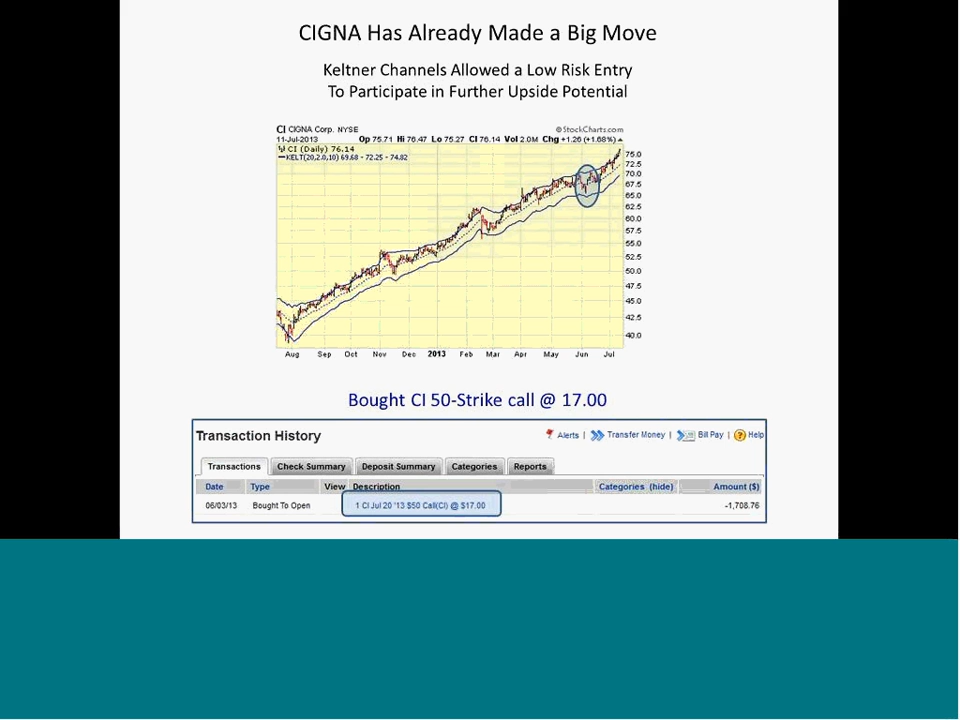 CIGNA Has Already Made a Big Move
Keltner Channels Allowed a Low Risk Entry
To Participate in Further Upside Potential
CI CIGNA Corp. NYSE
© StockCharts.com
11-Jul-2013
Op 75.71 Hi 76.47 Lo 75.27 Cl 76.14 Vol 2.0M Chg +1.26 (+1.68%)
CI (Daily) 76.14
KELT(20,2.0,10) 69.68 - 72.25 - 74.82
75.0
72.5
70.0
67.5
65.0
62.5
60.0
57.5
55.0
52.5
50.0
47.5
45.0
42.5
40.0
Aug Sep Oct Nov Dec 2013 Feb Mar Apr May Jun Jul
Bought CI 50-Strike call @ 17.00
Transaction History
Alerts | Transfer Money | Bill Pay | Help
Transactions Check Summary Deposit Summary Categories Reports
Date Type View Description Categories (hide) Amount ($)
06/03/13 Bought To Open 1 CI Jul 20 '13 $50 Call(CI) @ $17.00 -1,708.76